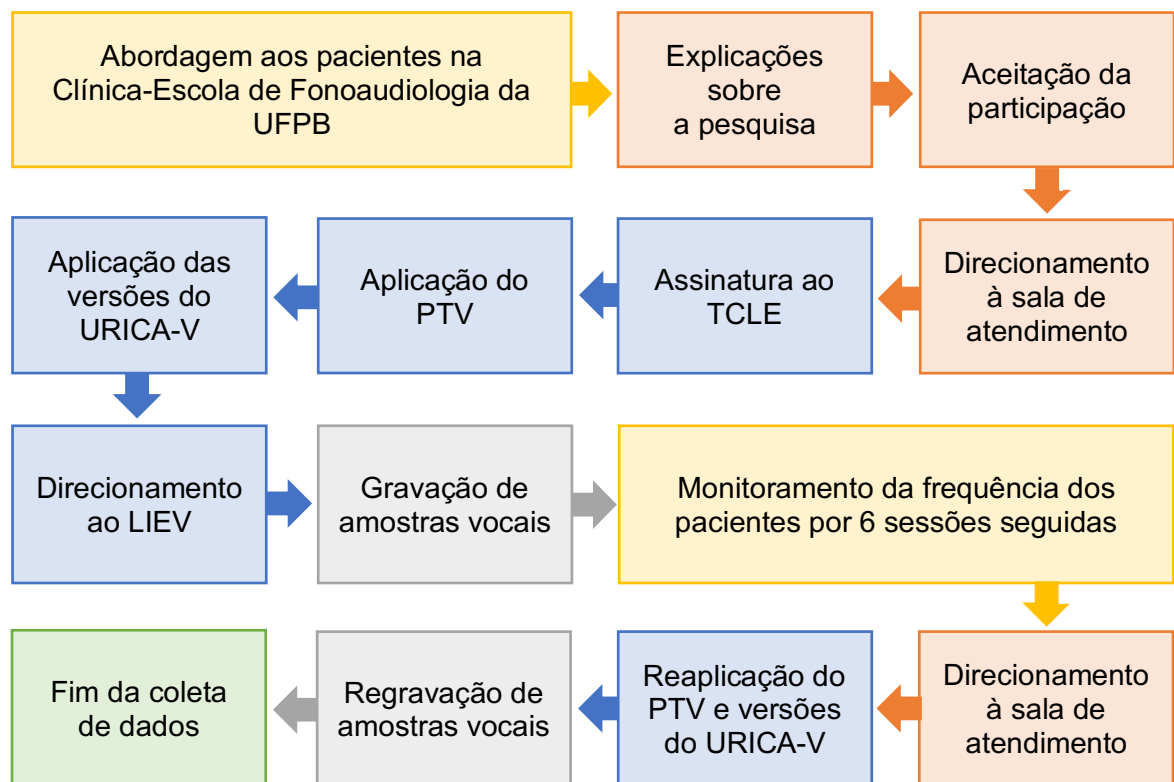 Abordagem aos pacientes na
Clínica-Escola de Fonoaudiologia da
UFPB
Explicações
sobre
a pesquisa
Aceitação da
participação
Direcionamento
à sala de
atendimento
Assinatura ao
TCLE
Aplicação do
PTV
Aplicação das
versões do
URICA-V
Direcionamento
ao LIEV
Gravação de
amostras vocais
Monitoramento da frequência dos
pacientes por 6 sessões seguidas
Direcionamento
à sala de
atendimento
Reaplicação do
PTV e versões
do URICA-V
Regravação de
amostras vocais
Fim da coleta
de dados